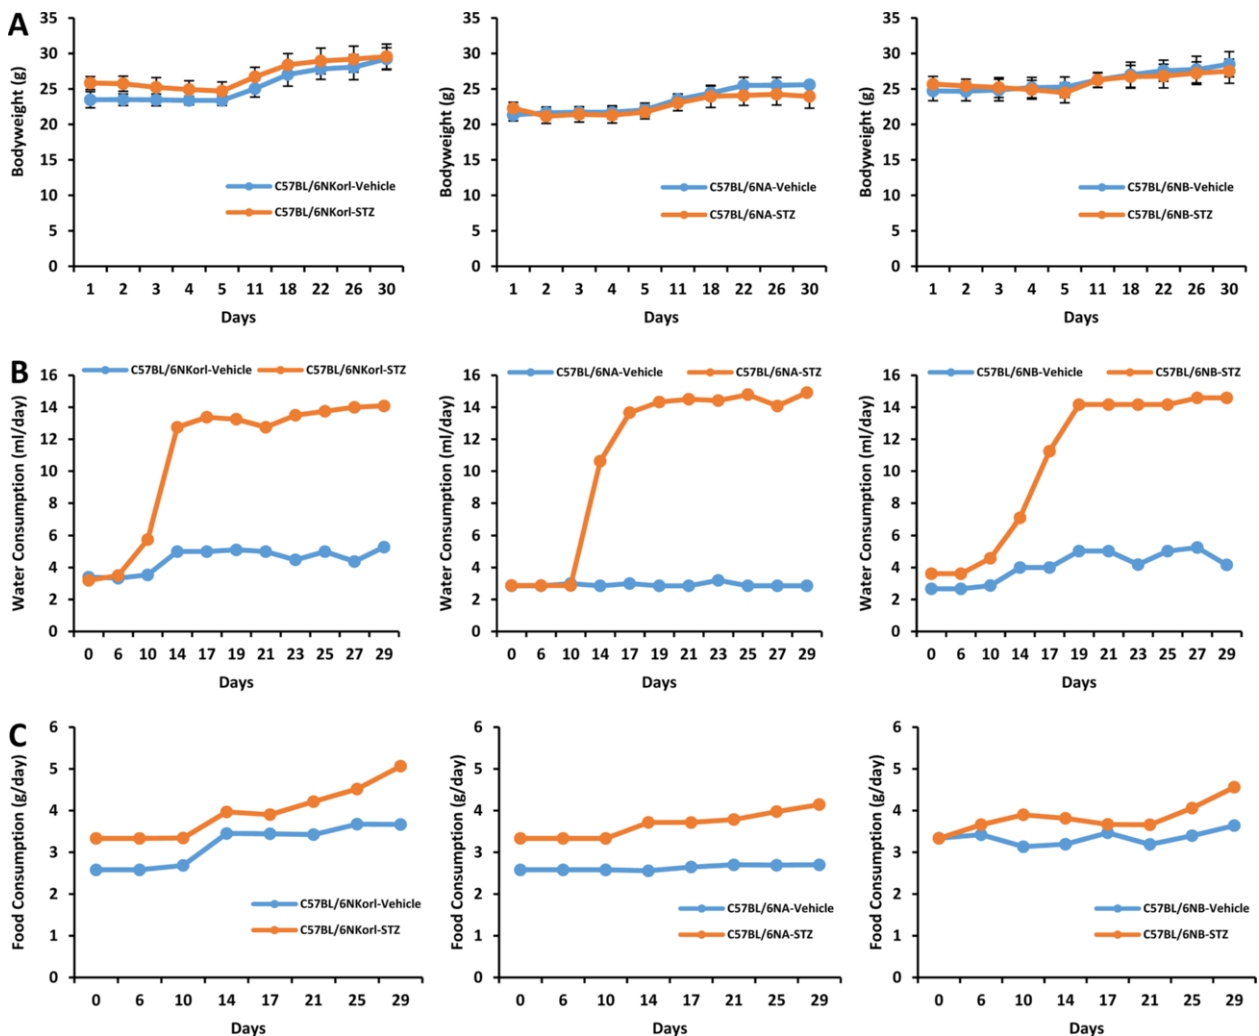 A
Bodyweight (g)
35
30
25
20
15
10
5
0
C57BL/6NKorl-Vehicle
C57BL/6NKorl-STZ
1 2 3 4 5 11 18 22 26 30
Days
Bodyweight (g)
35
30
25
20
15
10
5
0
C57BL/6NA-Vehicle
C57BL/6NA-STZ
1 2 3 4 5 11 18 22 26 30
Days
Bodyweight (g)
35
30
25
20
15
10
5
0
C57BL/6NB-Vehicle
C57BL/6NB-STZ
1 2 3 4 5 11 18 22 26 30
Days
B
C57BL/6NKorl-Vehicle C57BL/6NKorl-STZ
Water Consumption (ml/day)
16
14
12
10
8
6
4
2
0
0 6 10 14 17 19 21 23 25 27 29
Days
C57BL/6NA-Vehicle C57BL/6NA-STZ
Water Consumption (ml/day)
16
14
12
10
8
6
4
2
0
0 6 10 14 17 19 21 23 25 27 29
Days
C57BL/6NB-Vehicle C57BL/6NB-STZ
Water Consumption (ml/day)
16
14
12
10
8
6
4
2
0
0 6 10 14 17 19 21 23 25 27 29
Days
C
Food Consumption (g/day)
6
5
4
3
2
1
0
C57BL/6NKorl-Vehicle
C57BL/6NKorl-STZ
0 6 10 14 17 21 25 29
Days
Food Consumption (g/day)
6
5
4
3
2
1
0
C57BL/6NA-Vehicle
C57BL/6NA-STZ
0 6 10 14 17 21 25 29
Days
Food Consumption (g/day)
6
5
4
3
2
1
0
C57BL/6NB-Vehicle
C57BL/6NB-STZ
0 6 10 14 17 21 25 29
Days